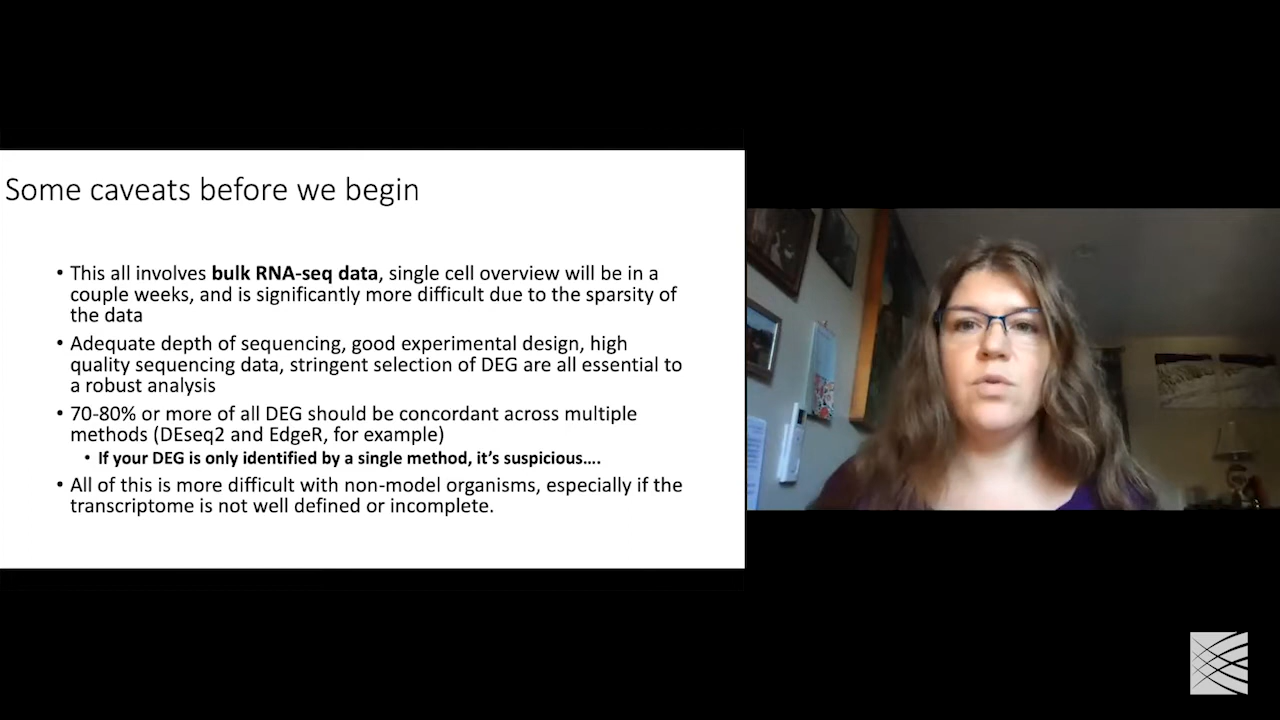 Some caveats before we begin
• This all involves bulk RNA-seq data, single cell overview will be in a
couple weeks, and is significantly more difficult due to the sparsity of
the data
• Adequate depth of sequencing, good experimental design, high
quality sequencing data, stringent selection of DEG are all essential to
a robust analysis
• 70-80% or more of all DEG should be concordant across multiple
methods (DEseq2 and EdgeR, for example)
• If your DEG is only identified by a single method, it's suspicious....
• All of this is more difficult with non-model organisms, especially if the
transcriptome is not well defined or incomplete.